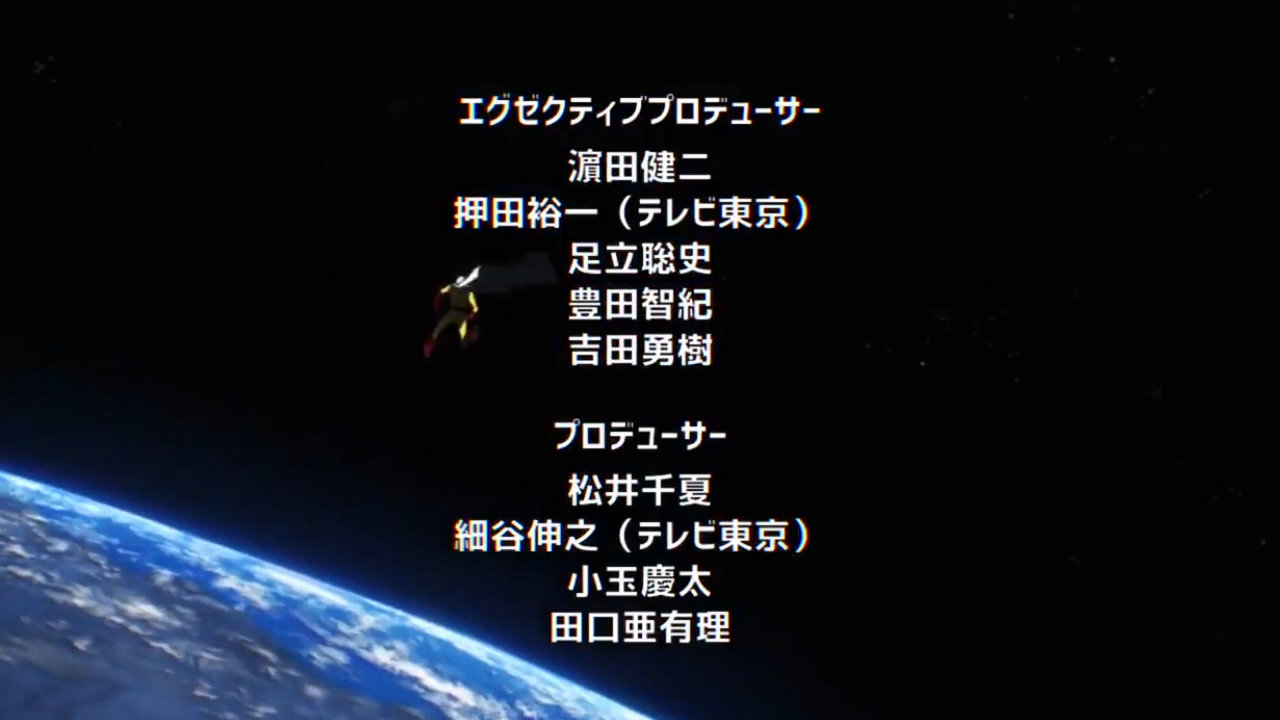 エグゼクティブプロデューサー
濵田健二
押田裕一（テレビ東京）
足立聡史
豊田智紀
吉田勇樹
プロデューサー
松井千夏
細谷伸之（テレビ東京）
小玉慶太
田口亜有理